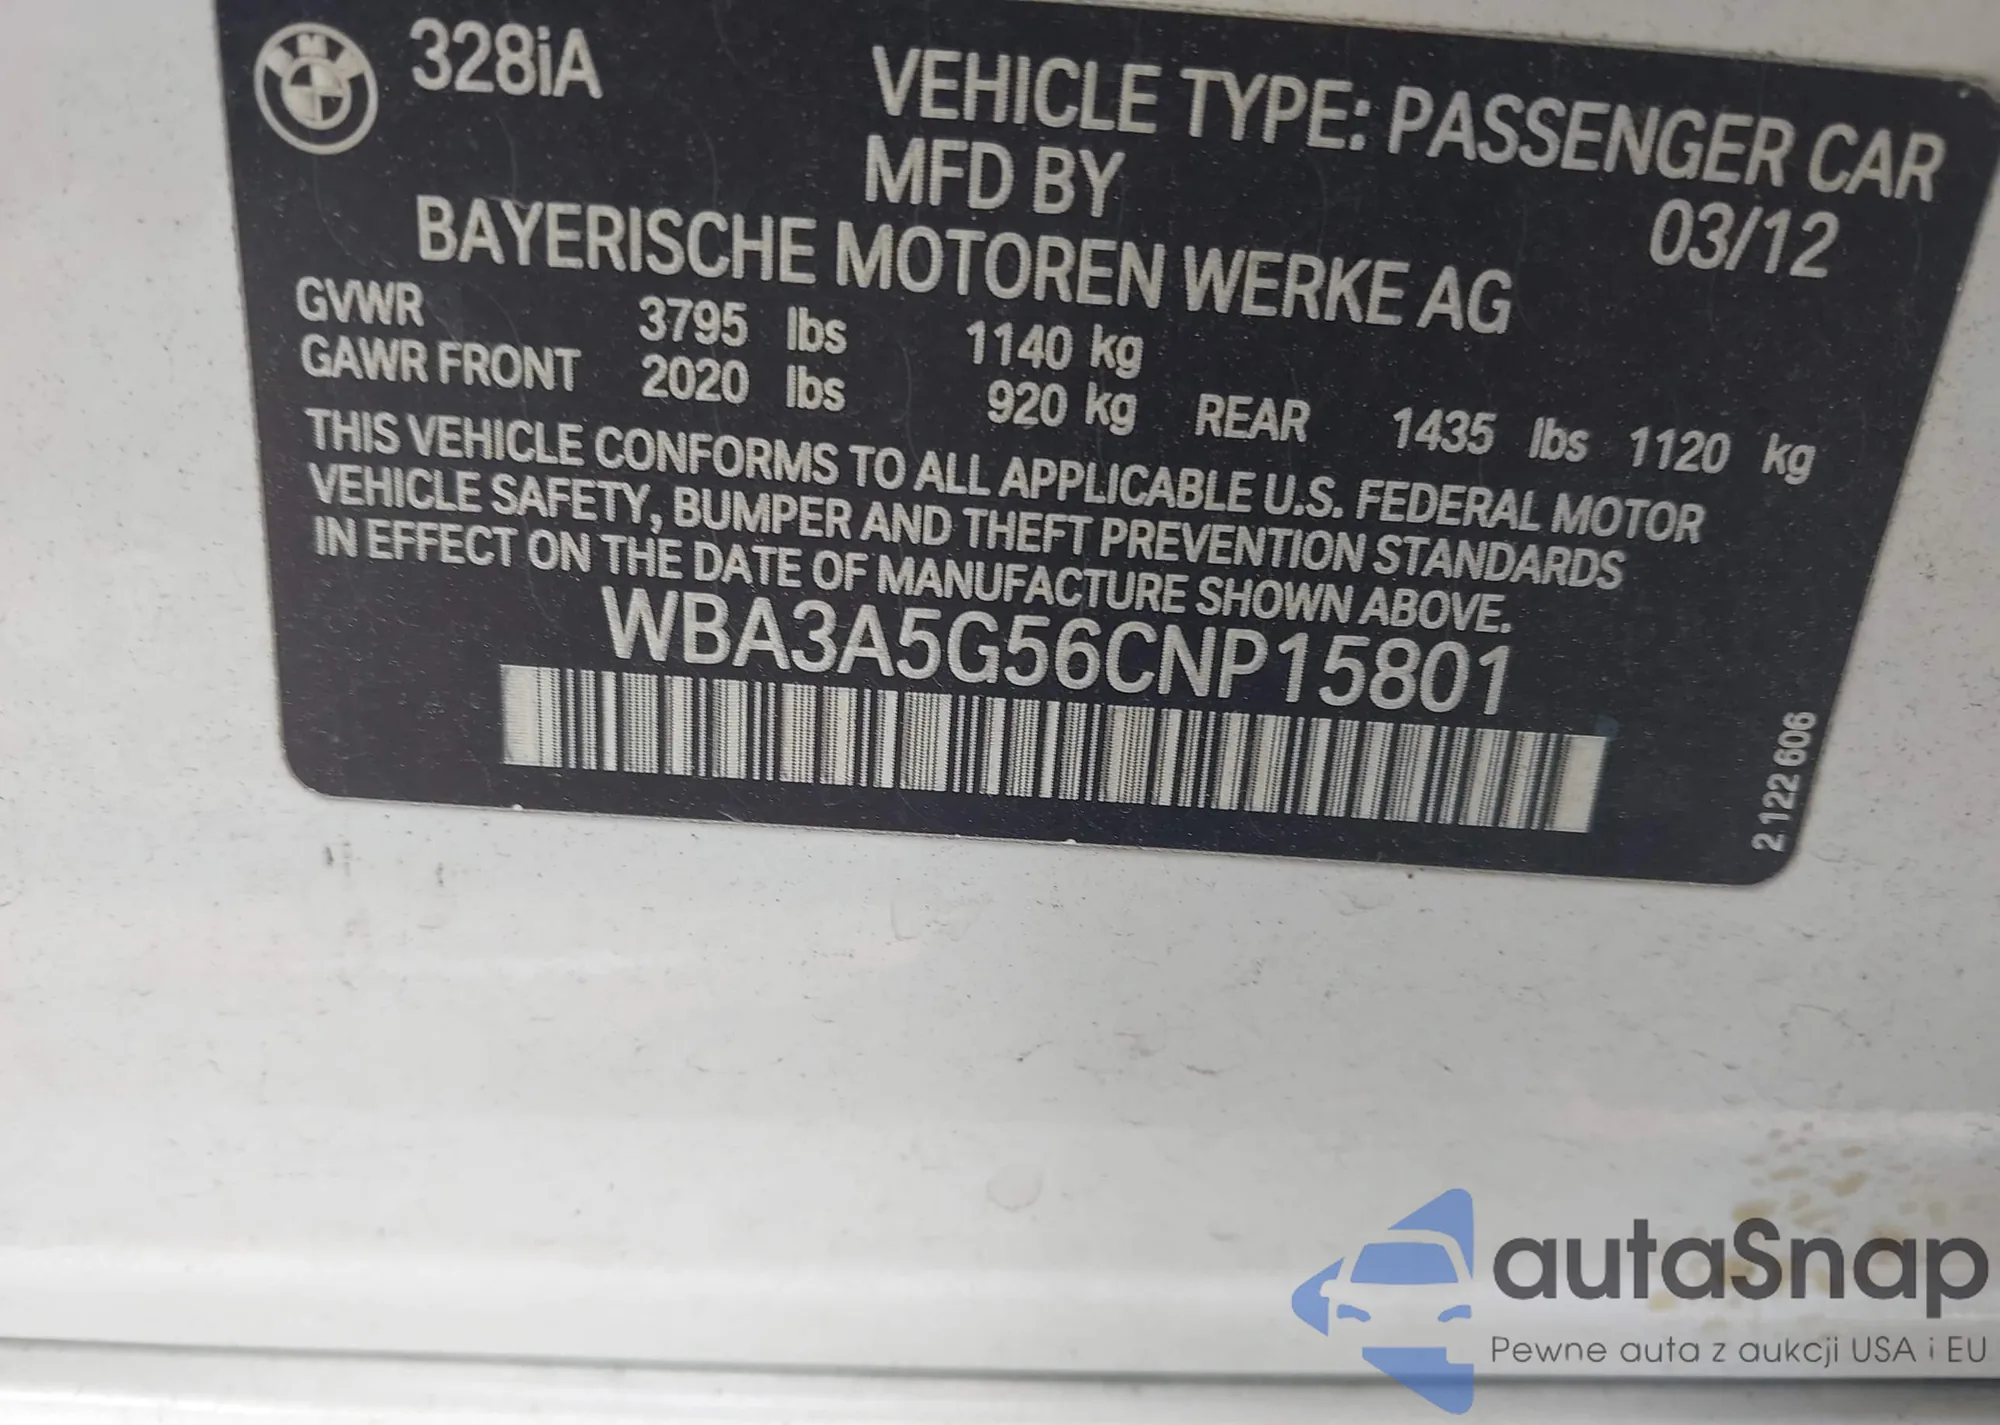 328iA
VEHICLE TYPE: PASSENGER CAR
MFD BY
03/12
BAYERISCHE MOTOREN WERKE AG
GVWR 3795 lbs 1140 kg
GAWR FRONT 2020 lbs 920 kg REAR 1435 lbs 1120 kg
THIS VEHICLE CONFORMS TO ALL APPLICABLE U.S. FEDERAL MOTOR
VEHICLE SAFETY, BUMPER AND THEFT PREVENTION STANDARDS
IN EFFECT ON THE DATE OF MANUFACTURE SHOWN ABOVE.
WBA3A5G56CNP15801
2 122 606
autaSnap
Pewne auta z aukcji USA i EU